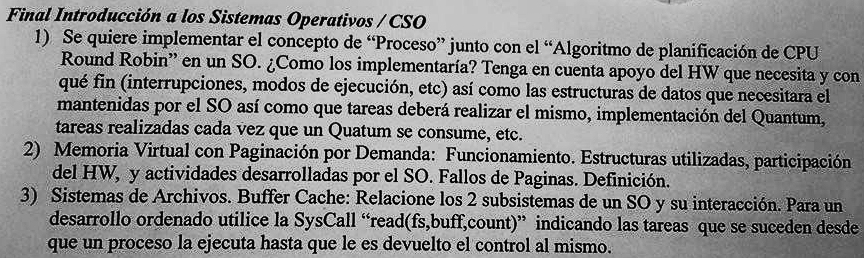 Final Introducción a los Sistemas Operativos / CSO
1) Se quiere implementar el concepto de “Proceso” junto con el “Algoritmo de planificación de CPU
Round Robin” en un SO. ¿Como los implementaría? Tenga en cuenta apoyo del HW que necesita y con
qué fin (interrupciones, modos de ejecución, etc) así como las estructuras de datos que necesitara el
mantenidas por el SO así como que tareas deberá realizar el mismo, implementación del Quantum,
tareas realizadas cada vez que un Quatum se consume, etc.
2) Memoria Virtual con Paginación por Demanda: Funcionamiento. Estructuras utilizadas, participación
del HW, y actividades desarrolladas por el SO. Fallos de Paginas. Definición.
3) Sistemas de Archivos. Buffer Cache: Relacione los 2 subsistemas de un SO y su interacción. Para un
desarrollo ordenado utilice la SysCall “read(fs,buff,count)” indicando las tareas que se suceden desde
que un proceso la ejecuta hasta que le es devuelto el control al mismo.